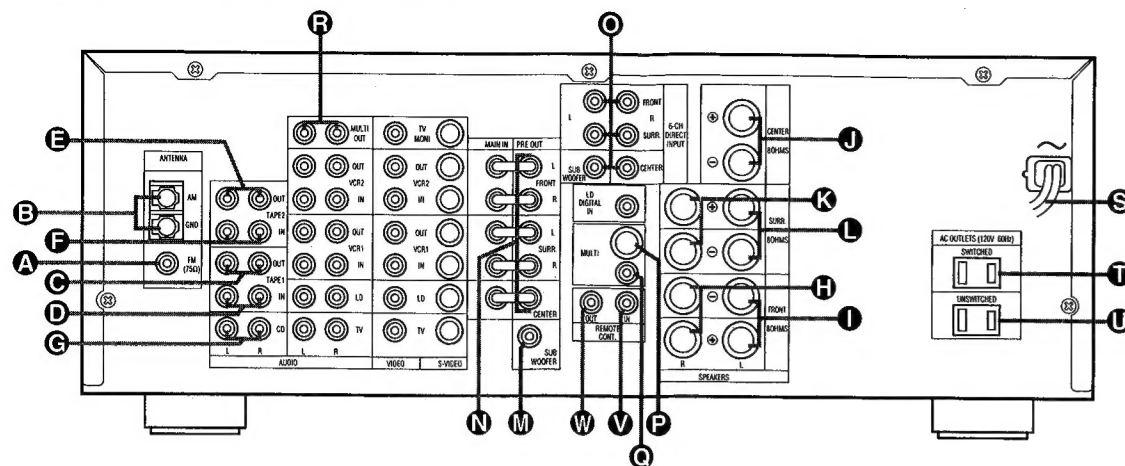 R
O
E
B
F
A
C
D
G
ANTENNA
AM
GND
FM
(75Ω)
OUT
TAPE2
IN
OUT
TAPE1
IN
CD
L R
AUDIO
MULTI
OUT
OUT
VCR2
IN
OUT
VCR1
IN
LD
TV
L R
TV
MONI
OUT
VCR2
IN
OUT
VCR1
IN
LD
TV
VIDEO S-VIDEO
MAIN IN PRE OUT
L
FRONT
R
L
SURR.
R
CENTER
SUB
WOOFER
L
FRONT
R
SURR.
SUB
WOOFER
CENTER
6-CH
DIRECT
INPUT
LD
DIGITAL
IN
MULTI
OUT IN
REMOTE
CONT.
⊕
CENTER
8OHMS
⊖
⊕
SURR.
8OHMS
⊖
⊖
FRONT
8OHMS
⊕
R L
SPEAKERS
AC OUTLETS (120V 60Hz)
SWITCHED
UNSWITCHED
J
K
L
H
I
S
T
U
N
M
W
V
P
Q